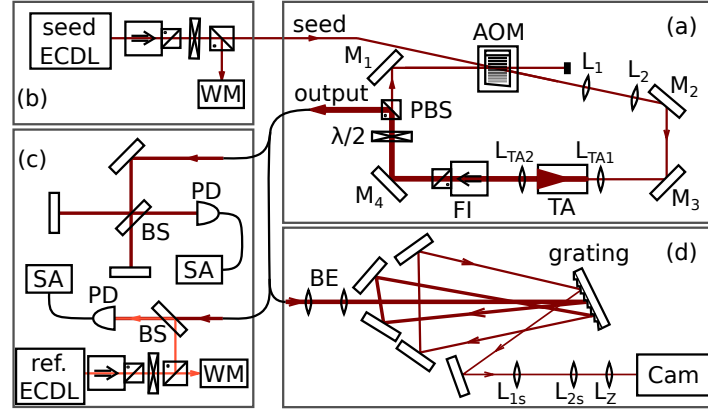 seed
ECDL
WM
(b)
seed
M1
AOM
(a)
L1
L2
M2
output
PBS
λ/2
LTA2
LTA1
M4
FI
TA
M3
(c)
BS
PD
SA
SA
PD
BS
ref.
ECDL
WM
(d)
grating
BE
L1s
L2s
LZ
Cam